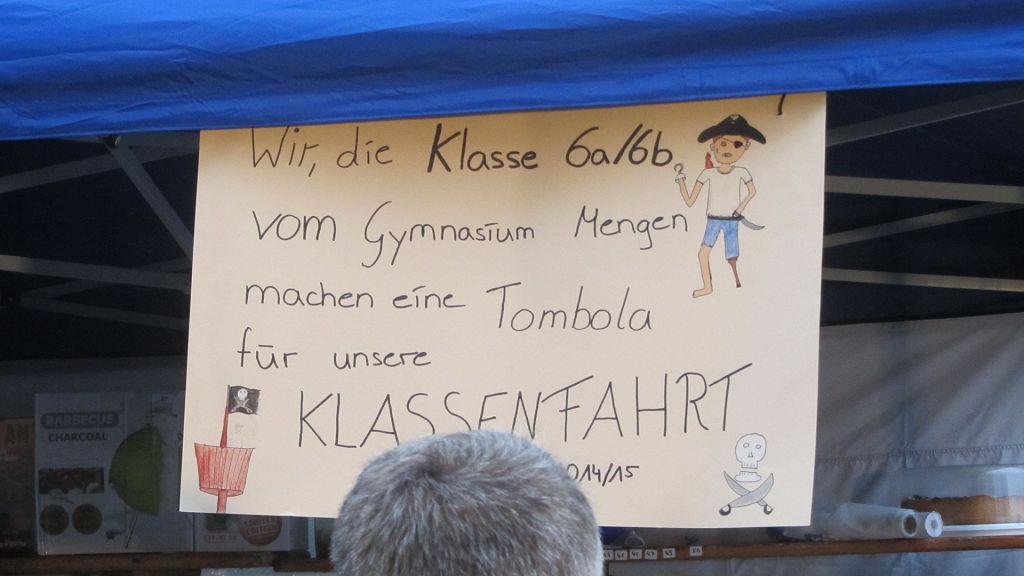 Wir, die Klasse 6a/6b
vom Gymnasium Mengen
machen eine Tombola
für unsere
KLASSENFAHRT
014/15
BARBECUE
CHARCOAL